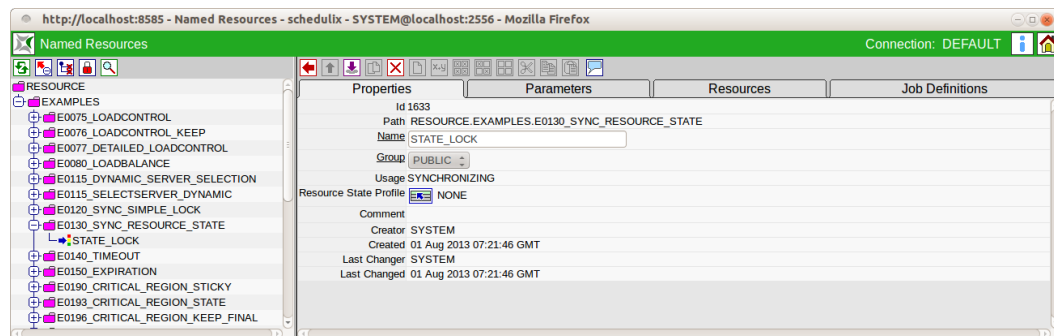 http://localhost:8585 - Named Resources - schedulix - SYSTEM@localhost:2556 - Mozilla Firefox
Named Resources
Connection: DEFAULT
RESOURCE
EXAMPLES
E0075_LOADCONTROL
E0076_LOADCONTROL_KEEP
E0077_DETAILED_LOADCONTROL
E0080_LOADBALANCE
E0115_DYNAMIC_SERVER_SELECTION
E0115_SELECTSERVER_DYNAMIC
E0120_SYNC_SIMPLE_LOCK
E0130_SYNC_RESOURCE_STATE
STATE_LOCK
E0140_TIMEOUT
E0150_EXPIRATION
E0190_CRITICAL_REGION_STICKY
E0193_CRITICAL_REGION_STATE
E0196_CRITICAL_REGION_KEEP_FINAL
Properties Parameters Resources Job Definitions
Id 1633
Path RESOURCE.EXAMPLES.E0130_SYNC_RESOURCE_STATE
Name STATE_LOCK
Group PUBLIC
Usage SYNCHRONIZING
Resource State Profile NONE
Comment
Creator SYSTEM
Created 01 Aug 2013 07:21:46 GMT
Last Changer SYSTEM
Last Changed 01 Aug 2013 07:21:46 GMT